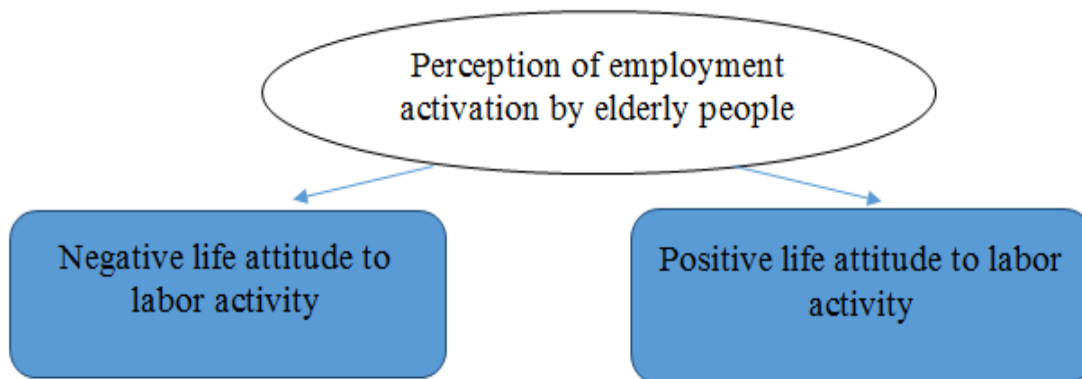 Perception of employment
activation by elderly people
Negative life attitude to
labor activity
Positive life attitude to labor
activity